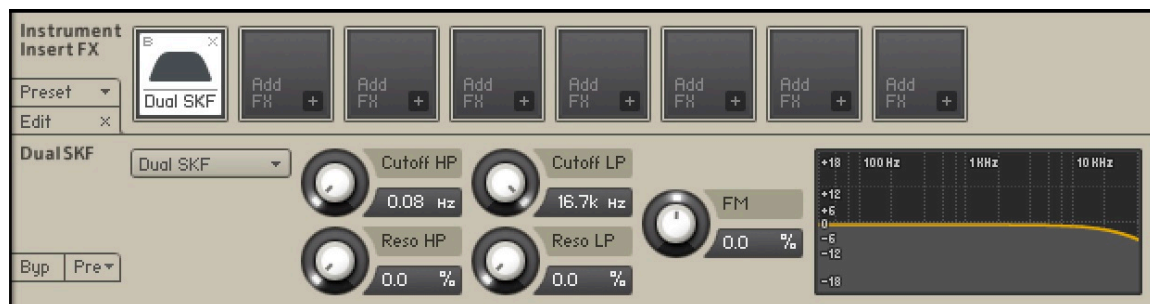 Instrument
Insert FX
Preset
Edit ×
B X
Dual SKF
Add
FX +
Add
FX +
Add
FX +
Add
FX +
Add
FX +
Add
FX +
Add
FX +
Dual SKF
Dual SKF
Cutoff HP
0.08 Hz
Cutoff LP
16.7k Hz
Reso HP
0.0 %
Reso LP
0.0 %
FM
0.0 %
Byp Pre
+18 100 Hz 1 KHz 10 KHz
+12
+6
0
-6
-12
-18